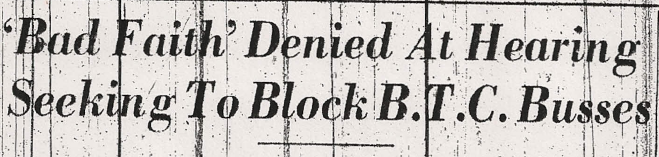 ‘Bad Faith’ Denied At Hearing
Seeking To Block B.T.C. Busses